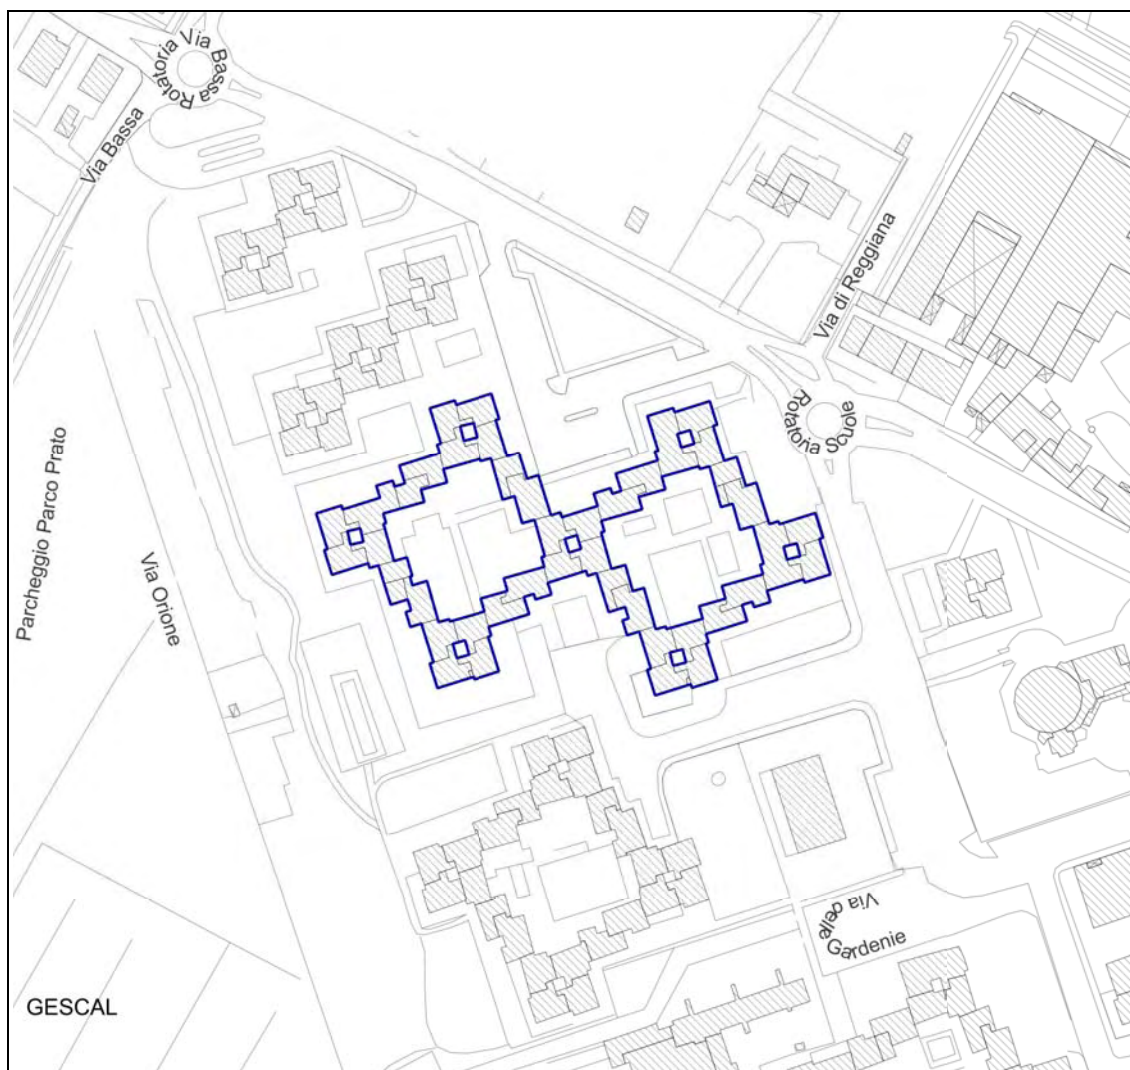 Rotatoria Via Bassa
Via Bassa
Via di Reggiana
Rotatoria Scuole
Parcheggio Parco Prato
Via Orione
Via delle Gardenie
GESCAL